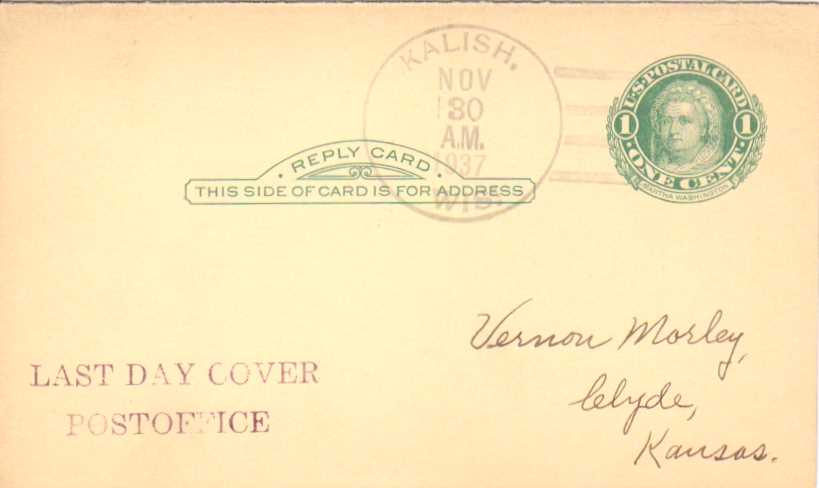 KALISH.
NOV
30
A.M.
1937
WIS.
U·S·POSTAL CARD
1 1
·ONE CENT·
MARTHA WASHINGTON
· REPLY CARD ·
THIS SIDE OF CARD IS FOR ADDRESS
Vernon Morley,
Clyde,
Kansas.
LAST DAY COVER
POSTOFFICE